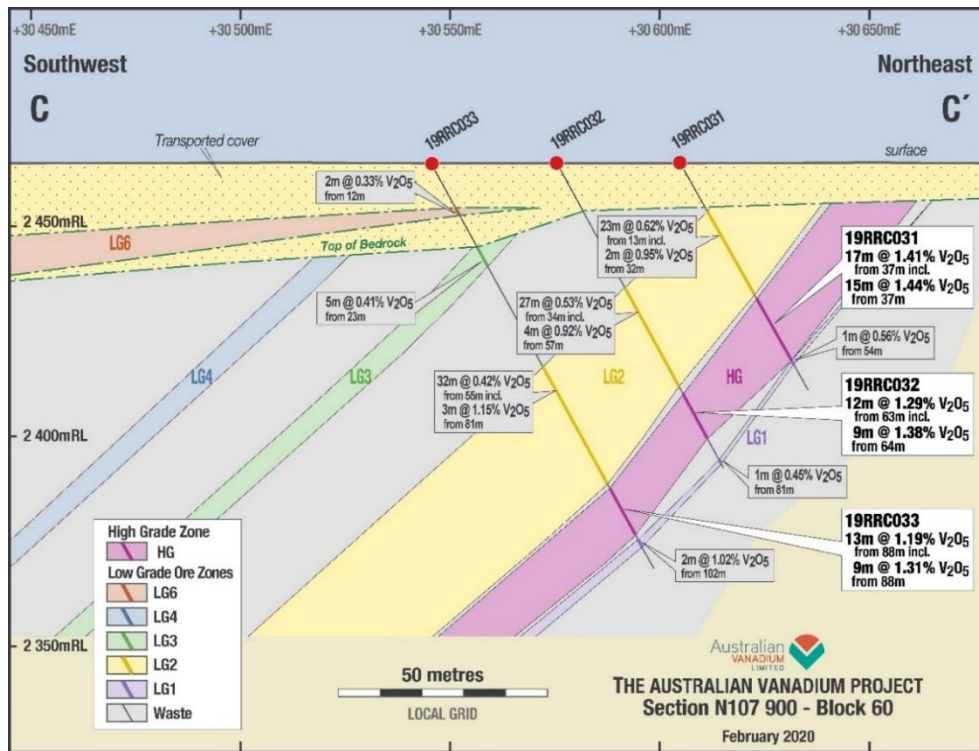 +30 450mE
+30 500mE
+30 550mE
+30 600mE
+30 650mE
Southwest
Northeast
C
C´
19RRC033
19RRC032
19RRC031
Transported cover
surface
2m @ 0.33% V2O5
from 12m
2 450mRL
LG6
Top of Bedrock
23m @ 0.62% V2O5
from 13m incl.
2m @ 0.95% V2O5
from 32m
19RRC031
17m @ 1.41% V2O5
from 37m incl.
15m @ 1.44% V2O5
from 37m
5m @ 0.41% V2O5
from 23m
27m @ 0.53% V2O5
from 34m incl.
4m @ 0.92% V2O5
from 57m
1m @ 0.56% V2O5
from 54m
LG4
LG3
LG2
HG
32m @ 0.42% V2O5
from 55m incl.
3m @ 1.15% V2O5
from 81m
19RRC032
12m @ 1.29% V2O5
from 63m incl.
9m @ 1.38% V2O5
from 64m
2 400mRL
LG1
1m @ 0.45% V2O5
from 81m
19RRC033
13m @ 1.19% V2O5
from 88m incl.
9m @ 1.31% V2O5
from 88m
2m @ 1.02% V2O5
from 102m
High Grade Zone
HG
Low Grade Ore Zones
LG6
LG4
LG3
LG2
LG1
Waste
2 350mRL
50 metres
LOCAL GRID
Australian
VANADIUM
LIMITED
THE AUSTRALIAN VANADIUM PROJECT
Section N107 900 - Block 60
February 2020